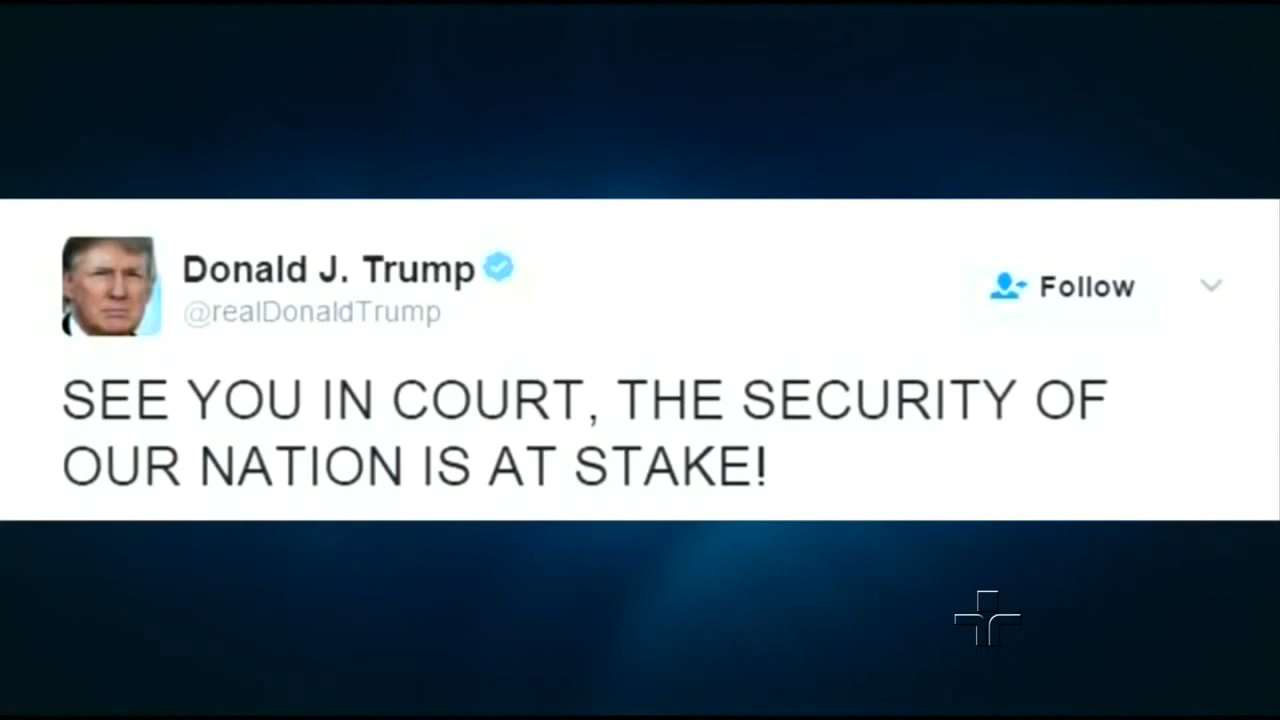 Donald J. Trump
@realDonaldTrump
Follow
SEE YOU IN COURT, THE SECURITY OF
OUR NATION IS AT STAKE!